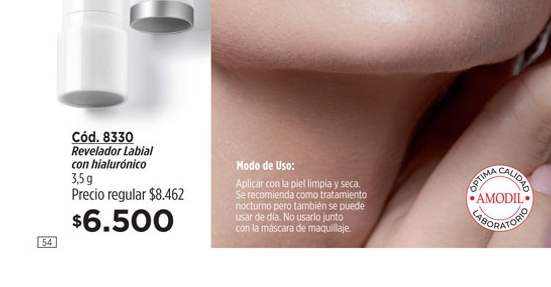 Cód. 8330
Revelador Labial
con hialurónico
3,5 g
Precio regular $8.462
$6.500
54
Modo de Uso:
Aplicar con la piel limpia y seca.
Se recomienda como tratamiento
nocturno pero también se puede
usar de día. No usarlo junto
con la máscara de maquillaje.
ÓPTIMA CALIDAD
• AMODIL •
LABORATORIO